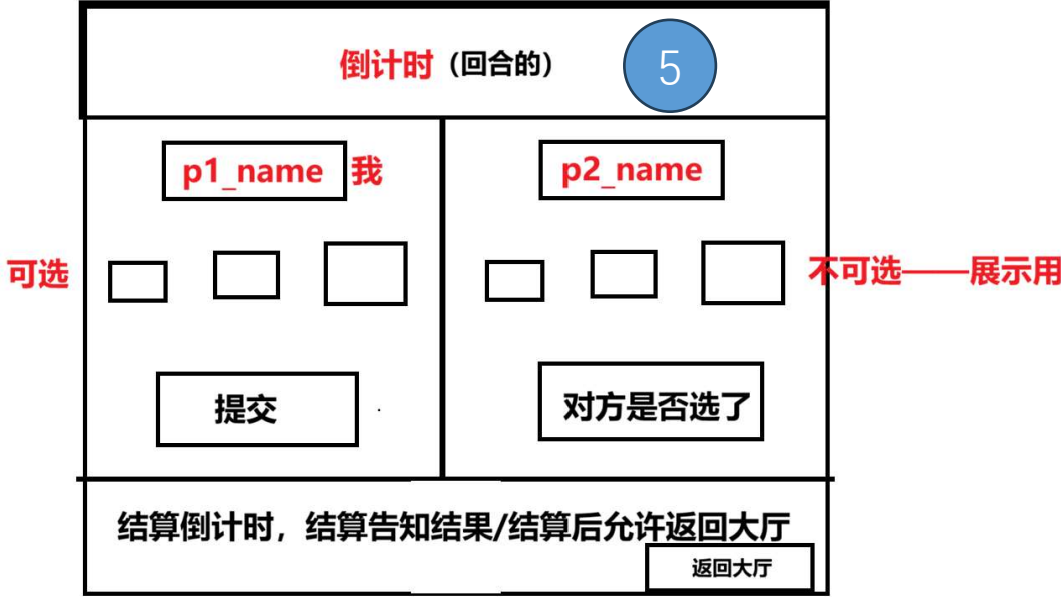 倒计时（回合的）
5
p1_name 我
p2_name
可选
不可选——展示用
提交
对方是否选了
结算倒计时，结算告知结果/结算后允许返回大厅
返回大厅